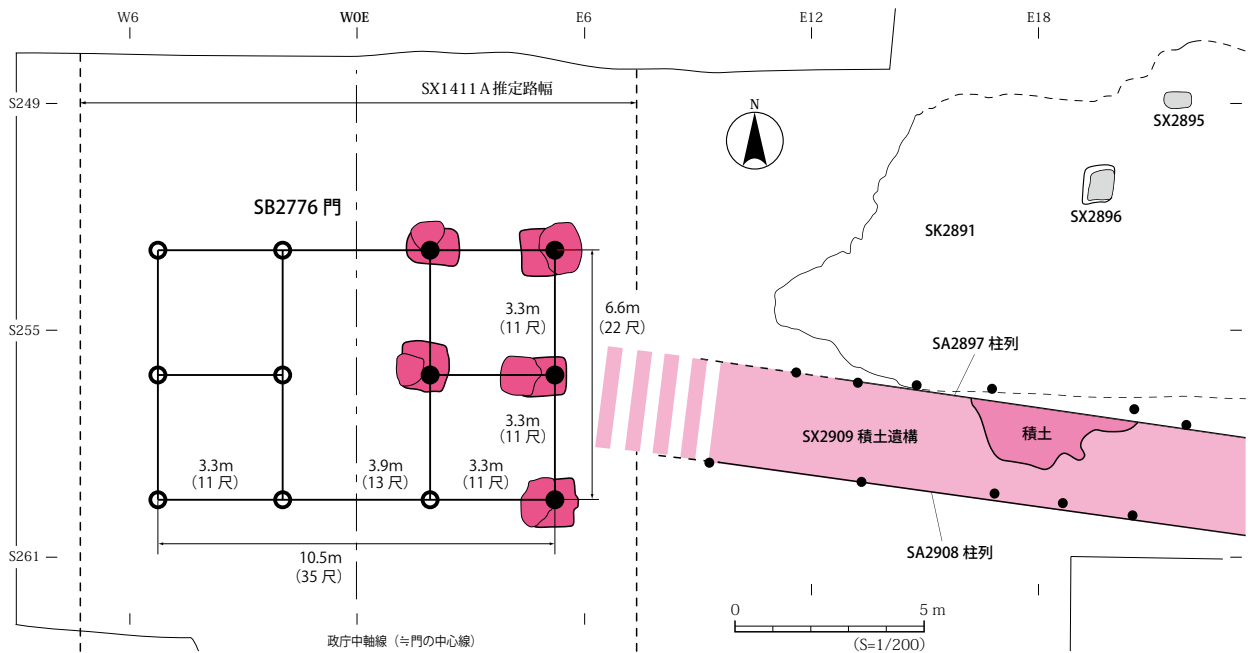 W6
W0E
E6
E12
E18
SX1411A 推定路幅
S249
N
SX2895
SB2776 門
SX2896
SK2891
3.3m
(11 尺)
6.6m
(22 尺)
S255
SA2897 柱列
3.3m
(11 尺)
SX2909 積土遺構
積土
3.3m
(11 尺)
3.9m
(13 尺)
3.3m
(11 尺)
SA2908 柱列
S261
10.5m
(35 尺)
0
5 m
(S=1/200)
政庁中軸線（≒門の中心線）